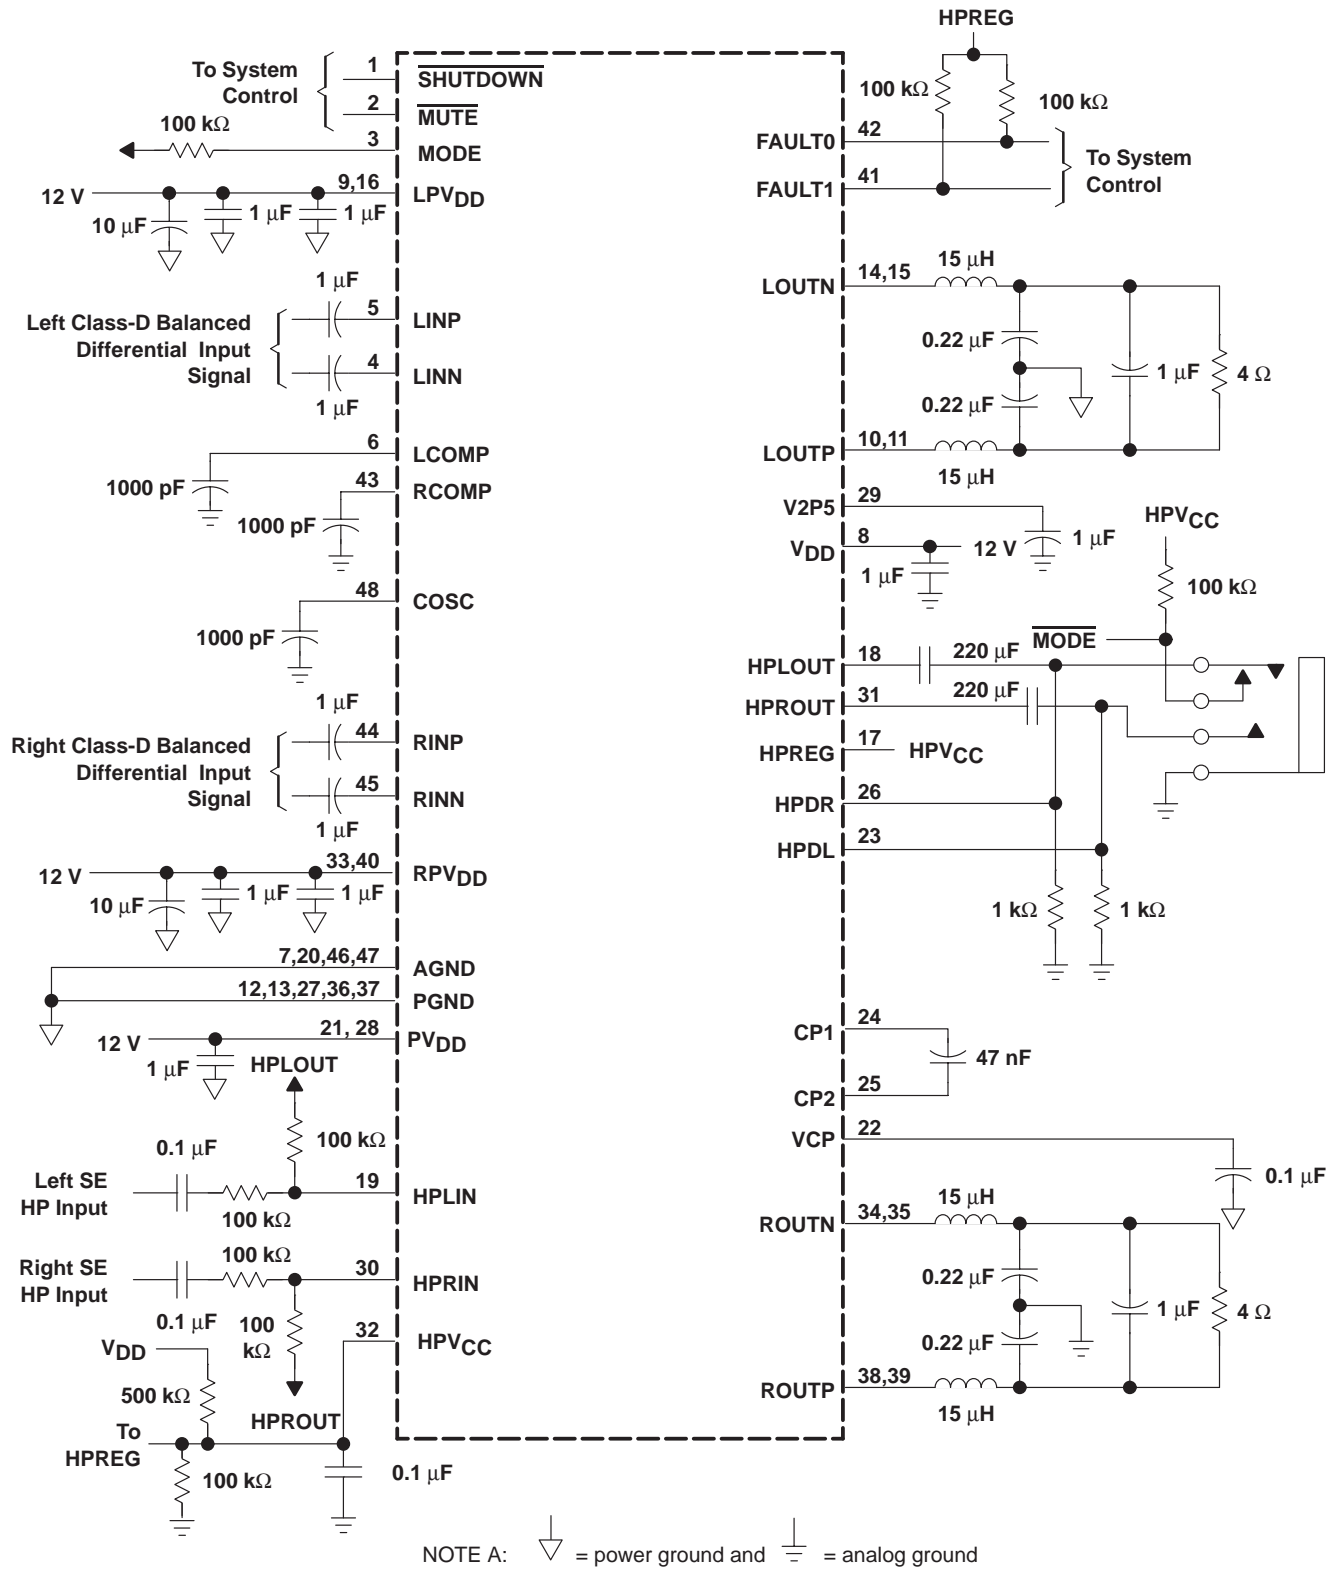 HPREG
To System
Control
1
SHUTDOWN
2
MUTE
100 kΩ
3
MODE
12 V
9,16
LPVDD
10 μF
1 μF
1 μF
100 kΩ
100 kΩ
FAULT0
42
FAULT1
41
To System
Control
Left Class-D Balanced
Differential Input
Signal
1 μF
5
LINP
4
LINN
1 μF
LOUTN
14,15
15 μH
0.22 μF
0.22 μF
1 μF
4 Ω
LOUTP
10,11
15 μH
6
LCOMP
1000 pF
43
RCOMP
1000 pF
48
COSC
1000 pF
V2P5
29
1 μF
VDD
8
12 V
1 μF
HPVCC
100 kΩ
MODE
HPLOUT
18
220 μF
HPROUT
31
220 μF
HPREG
17
HPVCC
HPDR
26
HPDL
23
1 kΩ
1 kΩ
Right Class-D Balanced
Differential Input
Signal
1 μF
44
RINP
45
RINN
1 μF
12 V
33,40
RPVDD
10 μF
1 μF
1 μF
7,20,46,47
AGND
12,13,27,36,37
PGND
12 V
21, 28
PVDD
1 μF
CP1
24
47 nF
CP2
25
VCP
22
0.1 μF
HPLOUT
100 kΩ
Left SE
HP Input
0.1 μF
100 kΩ
19
HPLIN
Right SE
HP Input
0.1 μF
100 kΩ
30
HPRIN
100
kΩ
HPROUT
32
HPVCC
VDD
500 kΩ
To
HPREG
100 kΩ
0.1 μF
ROUTN
34,35
15 μH
0.22 μF
0.22 μF
1 μF
4 Ω
ROUTP
38,39
15 μH
NOTE A: = power ground and = analog ground